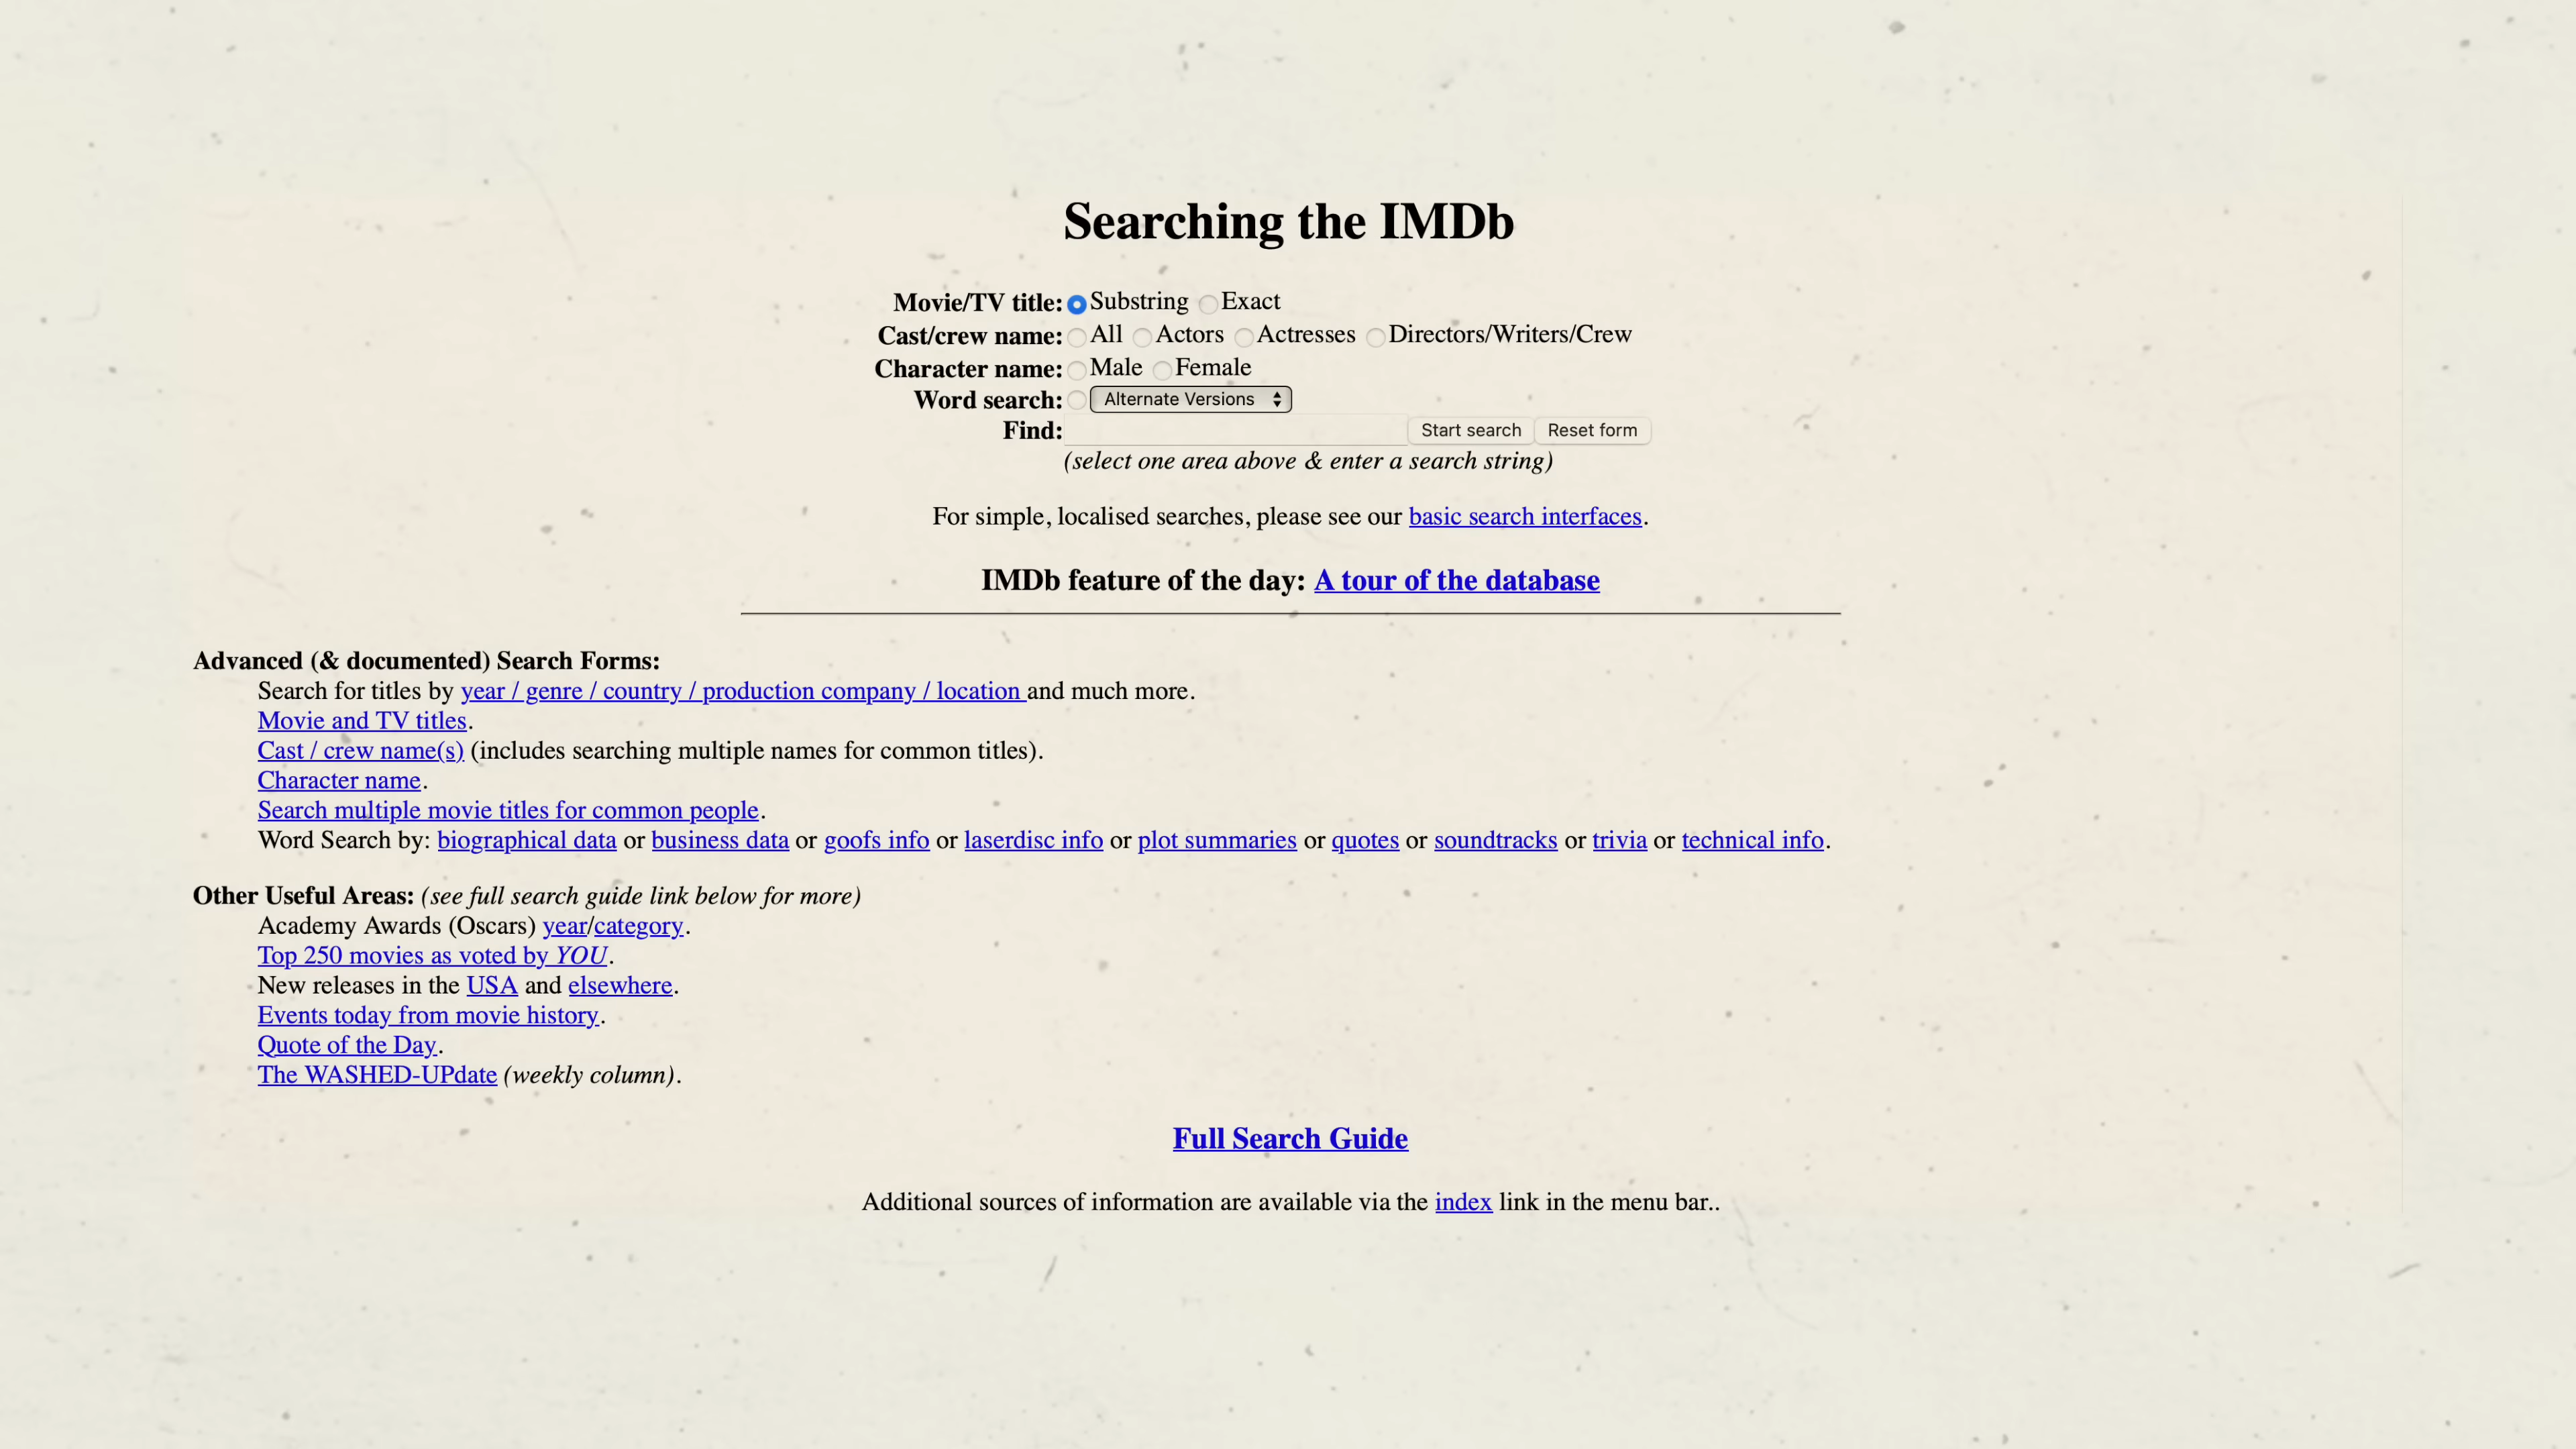 Searching the IMDb
Movie/TV title: Substring Exact
Cast/crew name: All Actors Actresses Directors/Writers/Crew
Character name: Male Female
Word search: Alternate Versions
Find: Start search Reset form
(select one area above & enter a search string)
For simple, localised searches, please see our basic search interfaces.
IMDb feature of the day: A tour of the database
Advanced (& documented) Search Forms:
Search for titles by year / genre / country / production company / location and much more.
Movie and TV titles.
Cast / crew name(s) (includes searching multiple names for common titles).
Character name.
Search multiple movie titles for common people.
Word Search by: biographical data or business data or goofs info or laserdisc info or plot summaries or quotes or soundtracks or trivia or technical info.
Other Useful Areas: (see full search guide link below for more)
Academy Awards (Oscars) year/category.
Top 250 movies as voted by YOU.
New releases in the USA and elsewhere.
Events today from movie history.
Quote of the Day.
The WASHED-UPdate (weekly column).
Full Search Guide
Additional sources of information are available via the index link in the menu bar..